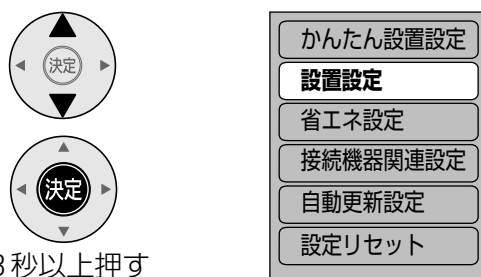 決定
決定
3秒以上押す
かんたん設置設定
設置設定
省エネ設定
接続機器関連設定
自動更新設定
設定リセット